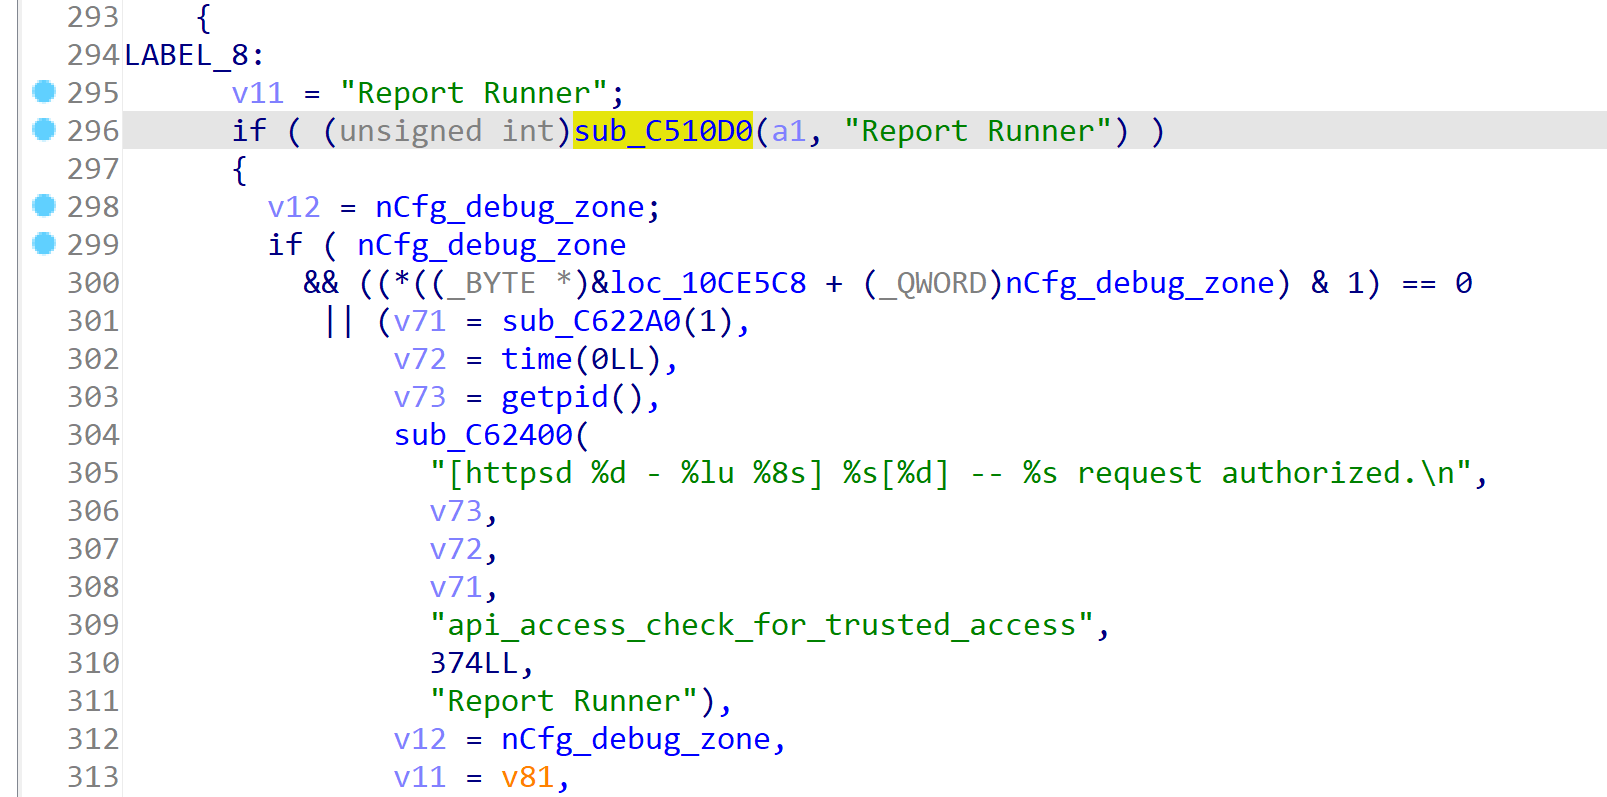 293 {
294 LABEL_8:
295 v11 = "Report Runner";
296 if ( (unsigned int)sub_C510D0(a1, "Report Runner") )
297 {
298 v12 = nCfg_debug_zone;
299 if ( nCfg_debug_zone
300 && ((*((_BYTE *)&loc_10CE5C8 + (_QWORD)nCfg_debug_zone) & 1) == 0
301 || (v71 = sub_C622A0(1),
302 v72 = time(0LL),
303 v73 = getpid(),
304 sub_C62400(
305 "[httpsd %d - %lu %8s] %s[%d] -- %s request authorized.\n",
306 v73,
307 v72,
308 v71,
309 "api_access_check_for_trusted_access",
310 374LL,
311 "Report Runner"),
312 v12 = nCfg_debug_zone,
313 v11 = v81,